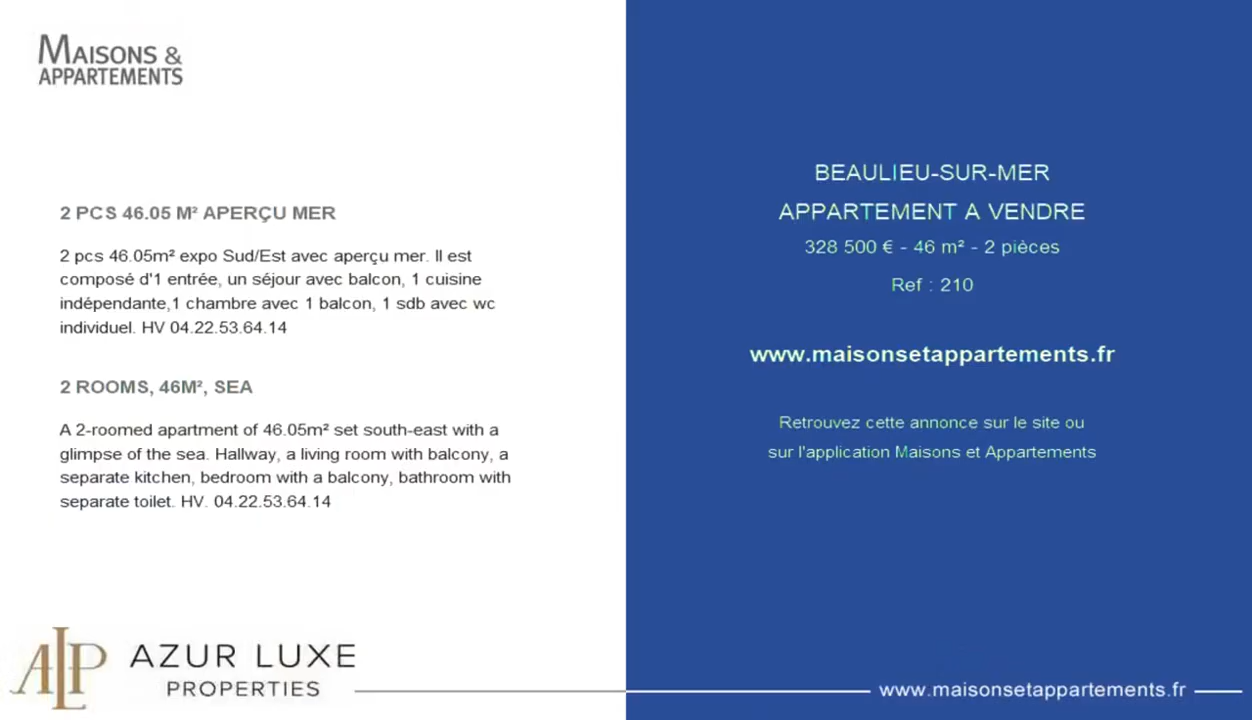 MAISONS &
APPARTEMENTS
2 PCS 46.05 M² APERÇU MER
2 pcs 46.05m² expo Sud/Est avec aperçu mer. Il est
composé d'1 entrée, un séjour avec balcon, 1 cuisine
indépendante,1 chambre avec 1 balcon, 1 sdb avec wc
individuel. HV 04.22.53.64.14
2 ROOMS, 46M², SEA
A 2-roomed apartment of 46.05m² set south-east with a
glimpse of the sea. Hallway, a living room with balcony, a
separate kitchen, bedroom with a balcony, bathroom with
separate toilet. HV. 04.22.53.64.14
ALP
AZUR LUXE
PROPERTIES
BEAULIEU-SUR-MER
APPARTEMENT A VENDRE
328 500 € - 46 m² - 2 pièces
Ref : 210
www.maisonsetappartements.fr
Retrouvez cette annonce sur le site ou
sur l'application Maisons et Appartements
www.maisonsetappartements.fr